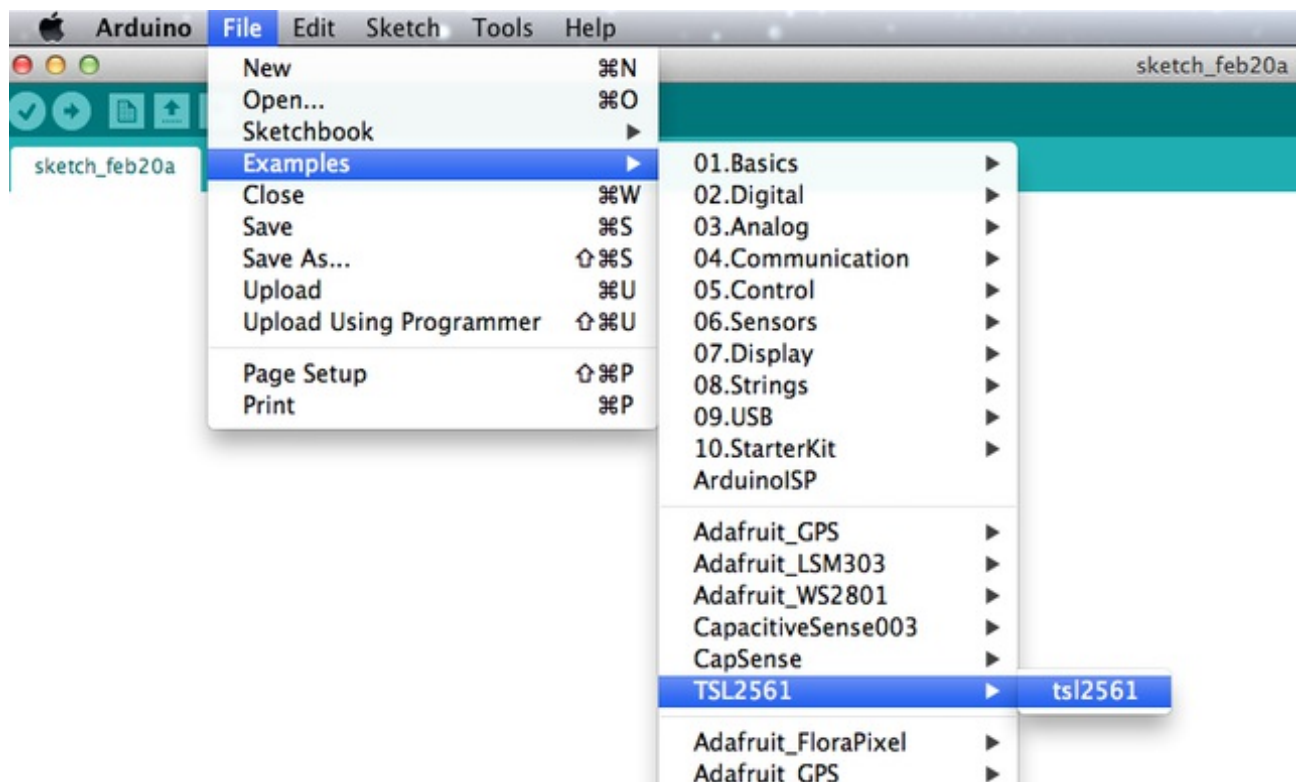 Arduino File Edit Sketch Tools Help
sketch_feb20a
sketch_feb20a
New ⌘N
Open... ⌘O
Sketchbook ▶
Examples ▶
Close ⌘W
Save ⌘S
Save As... ⇧⌘S
Upload ⌘U
Upload Using Programmer ⇧⌘U
Page Setup ⇧⌘P
Print ⌘P
01.Basics ▶
02.Digital ▶
03.Analog ▶
04.Communication ▶
05.Control ▶
06.Sensors ▶
07.Display ▶
08.Strings ▶
09.USB ▶
10.StarterKit ▶
ArduinoISP
Adafruit_GPS ▶
Adafruit_LSM303 ▶
Adafruit_WS2801 ▶
CapacitiveSense003 ▶
CapSense ▶
TSL2561 ▶
tsl2561
Adafruit_FloraPixel ▶
Adafruit_GPS ▶